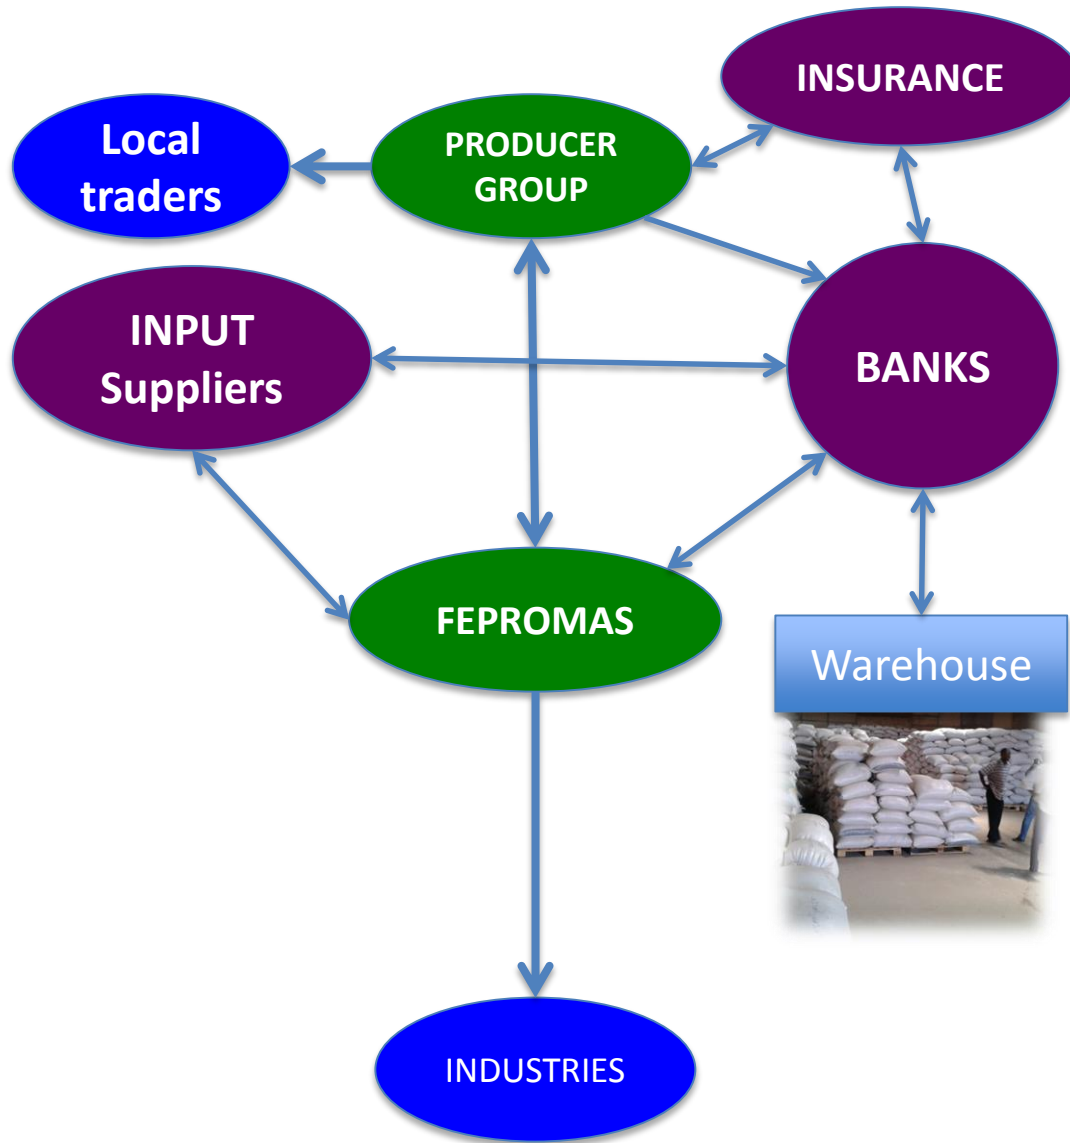 INSURANCE
Local
traders
PRODUCER
GROUP
INPUT
Suppliers
BANKS
FEPROMAS
Warehouse
INDUSTRIES